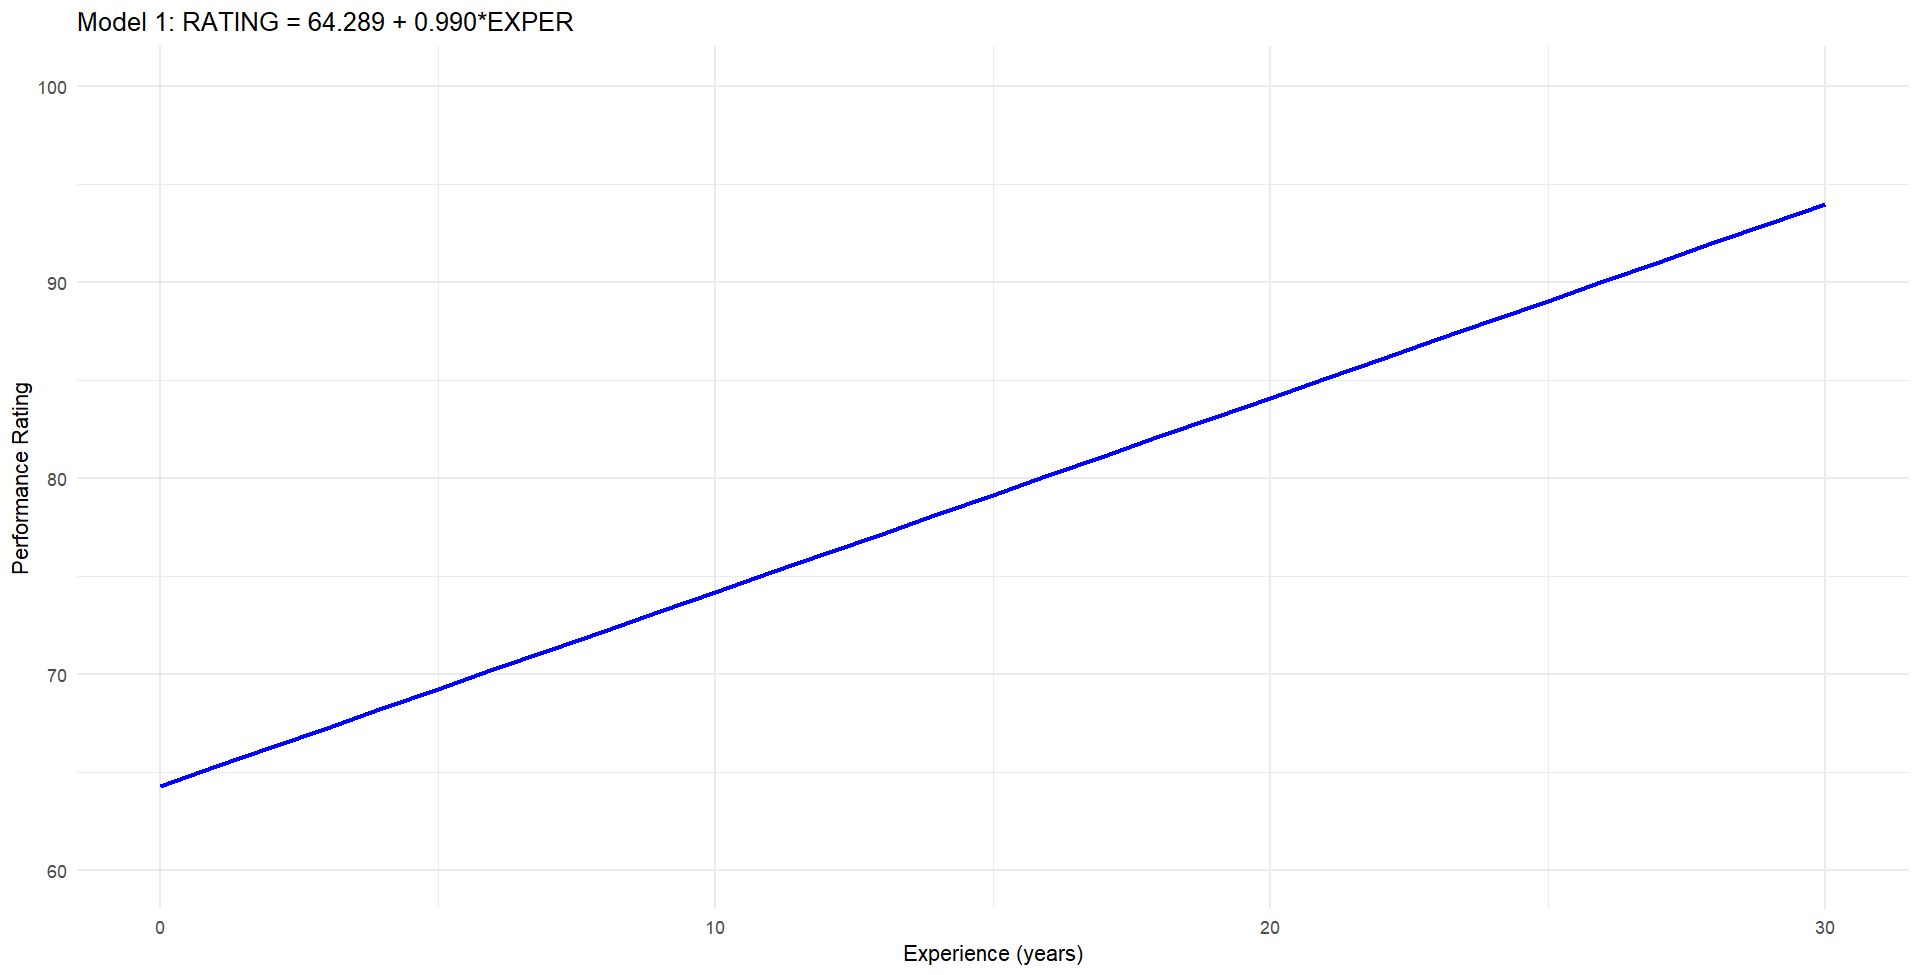 Model 1: RATING = 64.289 + 0.990*EXPER
100
90
80
70
60
Performance Rating
0 10 20 30
Experience (years)